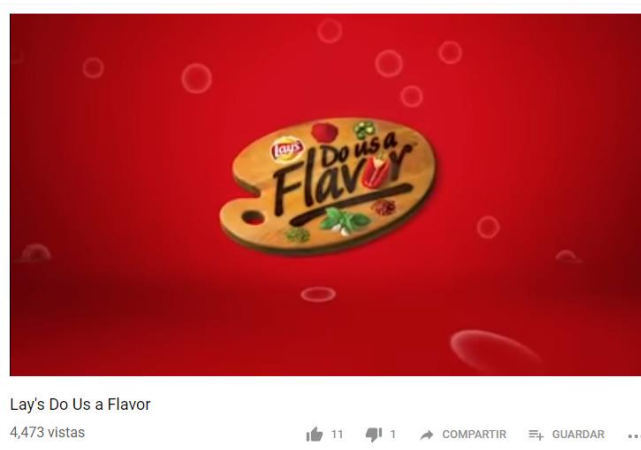 Lay's
Do us a
Flavor
Lay's Do Us a Flavor
4,473 vistas
11
1
COMPARTIR
GUARDAR